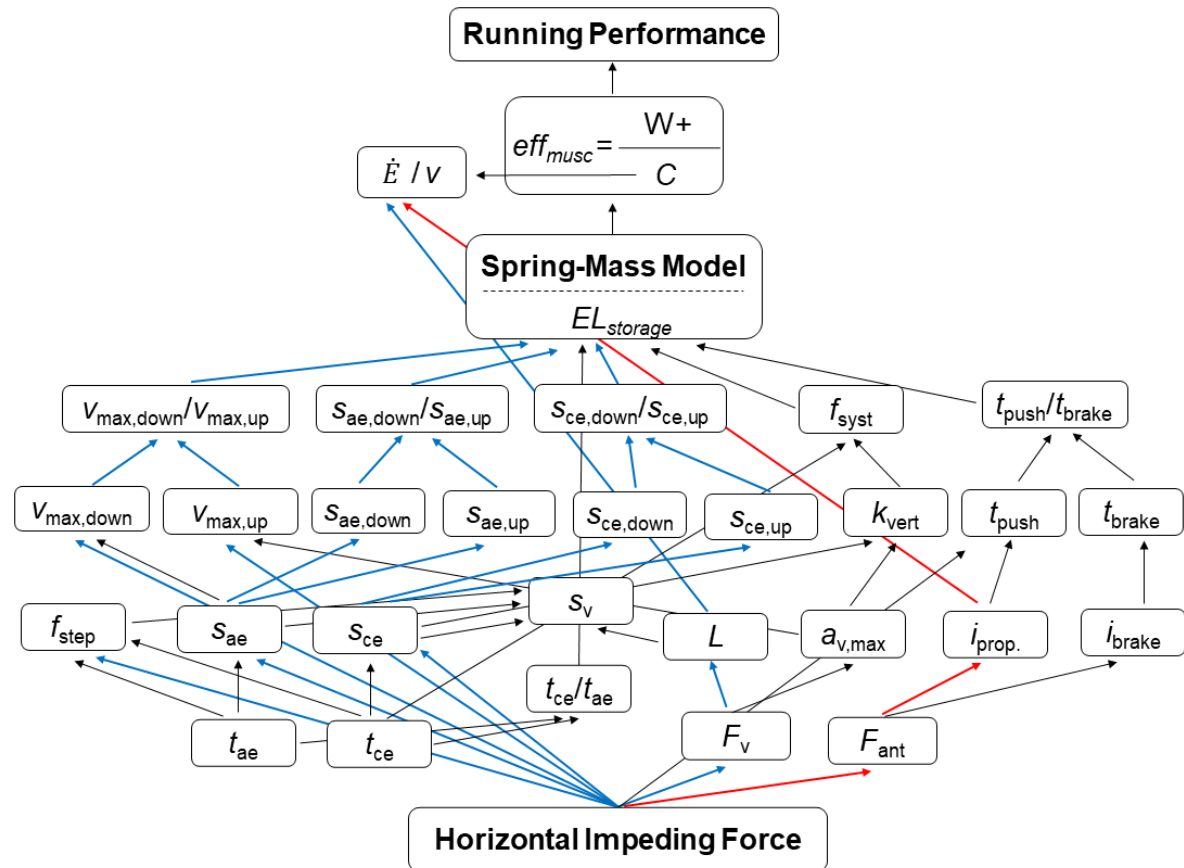 Running Performance
eff_musc = W+ / C
Ė / v
Spring-Mass Model
EL_storage
v_max,down/v_max,up
s_ae,down/s_ae,up
s_ce,down/s_ce,up
f_syst
t_push/t_brake
v_max,down
v_max,up
s_ae,down
s_ae,up
s_ce,down
s_ce,up
k_vert
t_push
t_brake
f_step
s_ae
s_ce
s_v
L
a_v,max
i_prop.
i_brake
t_ce/t_ae
t_ae
t_ce
F_v
F_ant
Horizontal Impeding Force